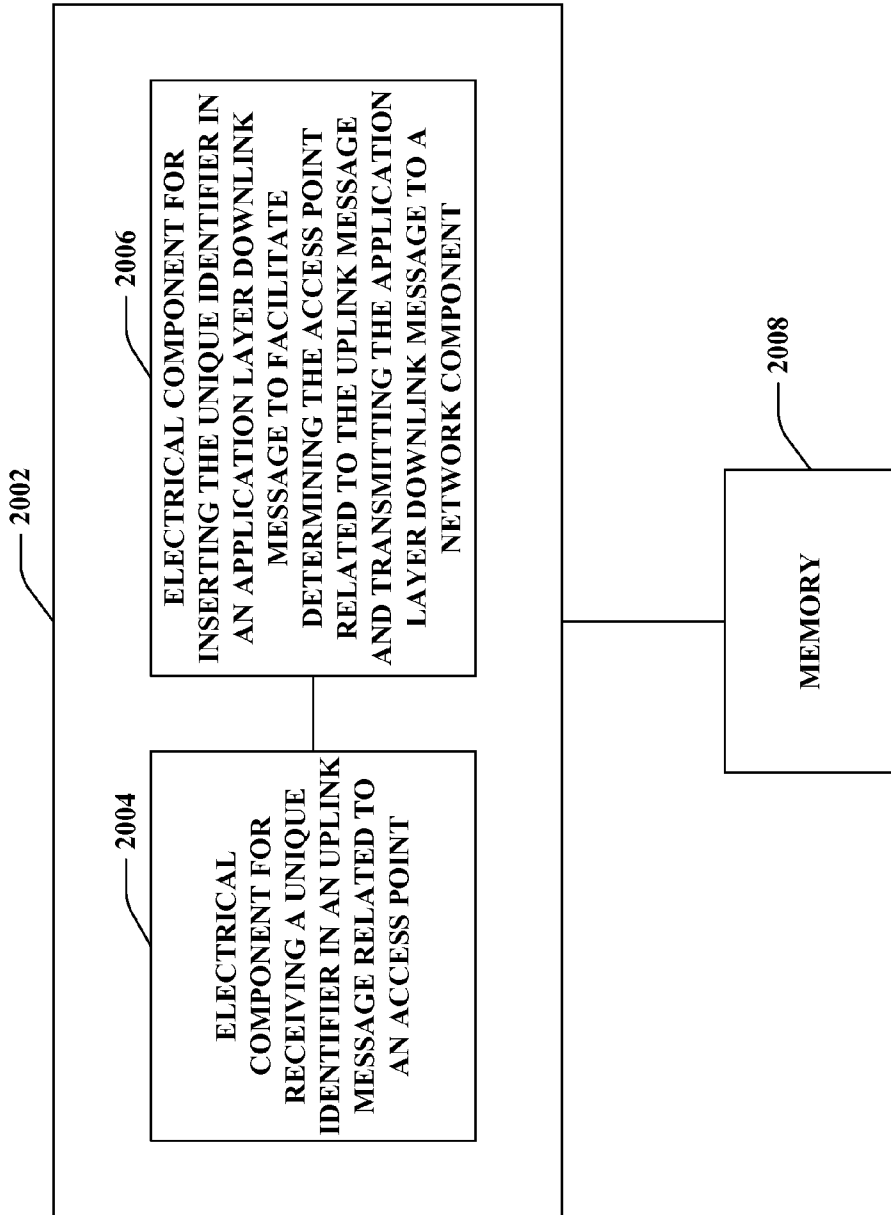 2002
2004
ELECTRICAL
COMPONENT FOR
RECEIVING A UNIQUE
IDENTIFIER IN AN UPLINK
MESSAGE RELATED TO
AN ACCESS POINT
2006
ELECTRICAL COMPONENT FOR
INSERTING THE UNIQUE IDENTIFIER IN
AN APPLICATION LAYER DOWNLINK
MESSAGE TO FACILITATE
DETERMINING THE ACCESS POINT
RELATED TO THE UPLINK MESSAGE
AND TRANSMITTING THE APPLICATION
LAYER DOWNLINK MESSAGE TO A
NETWORK COMPONENT
2008
MEMORY